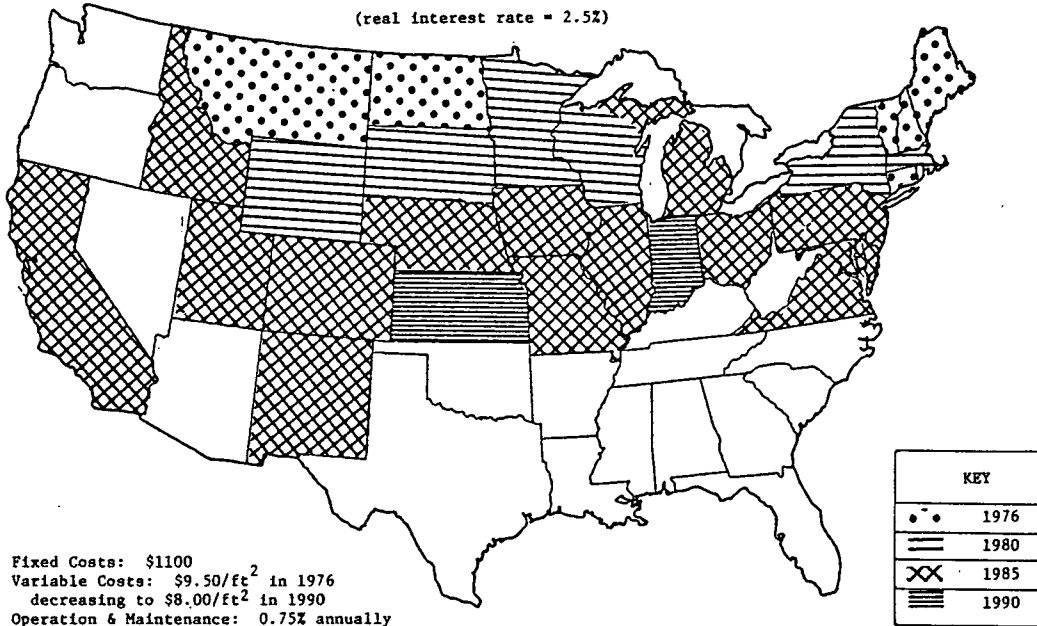 (real interest rate = 2.5%)
Fixed Costs: $1100
Variable Costs: $9.50/ft² in 1976
decreasing to $8.00/ft² in 1990
Operation & Maintenance: 0.75% annually
KEY
1976
1980
1985
1990